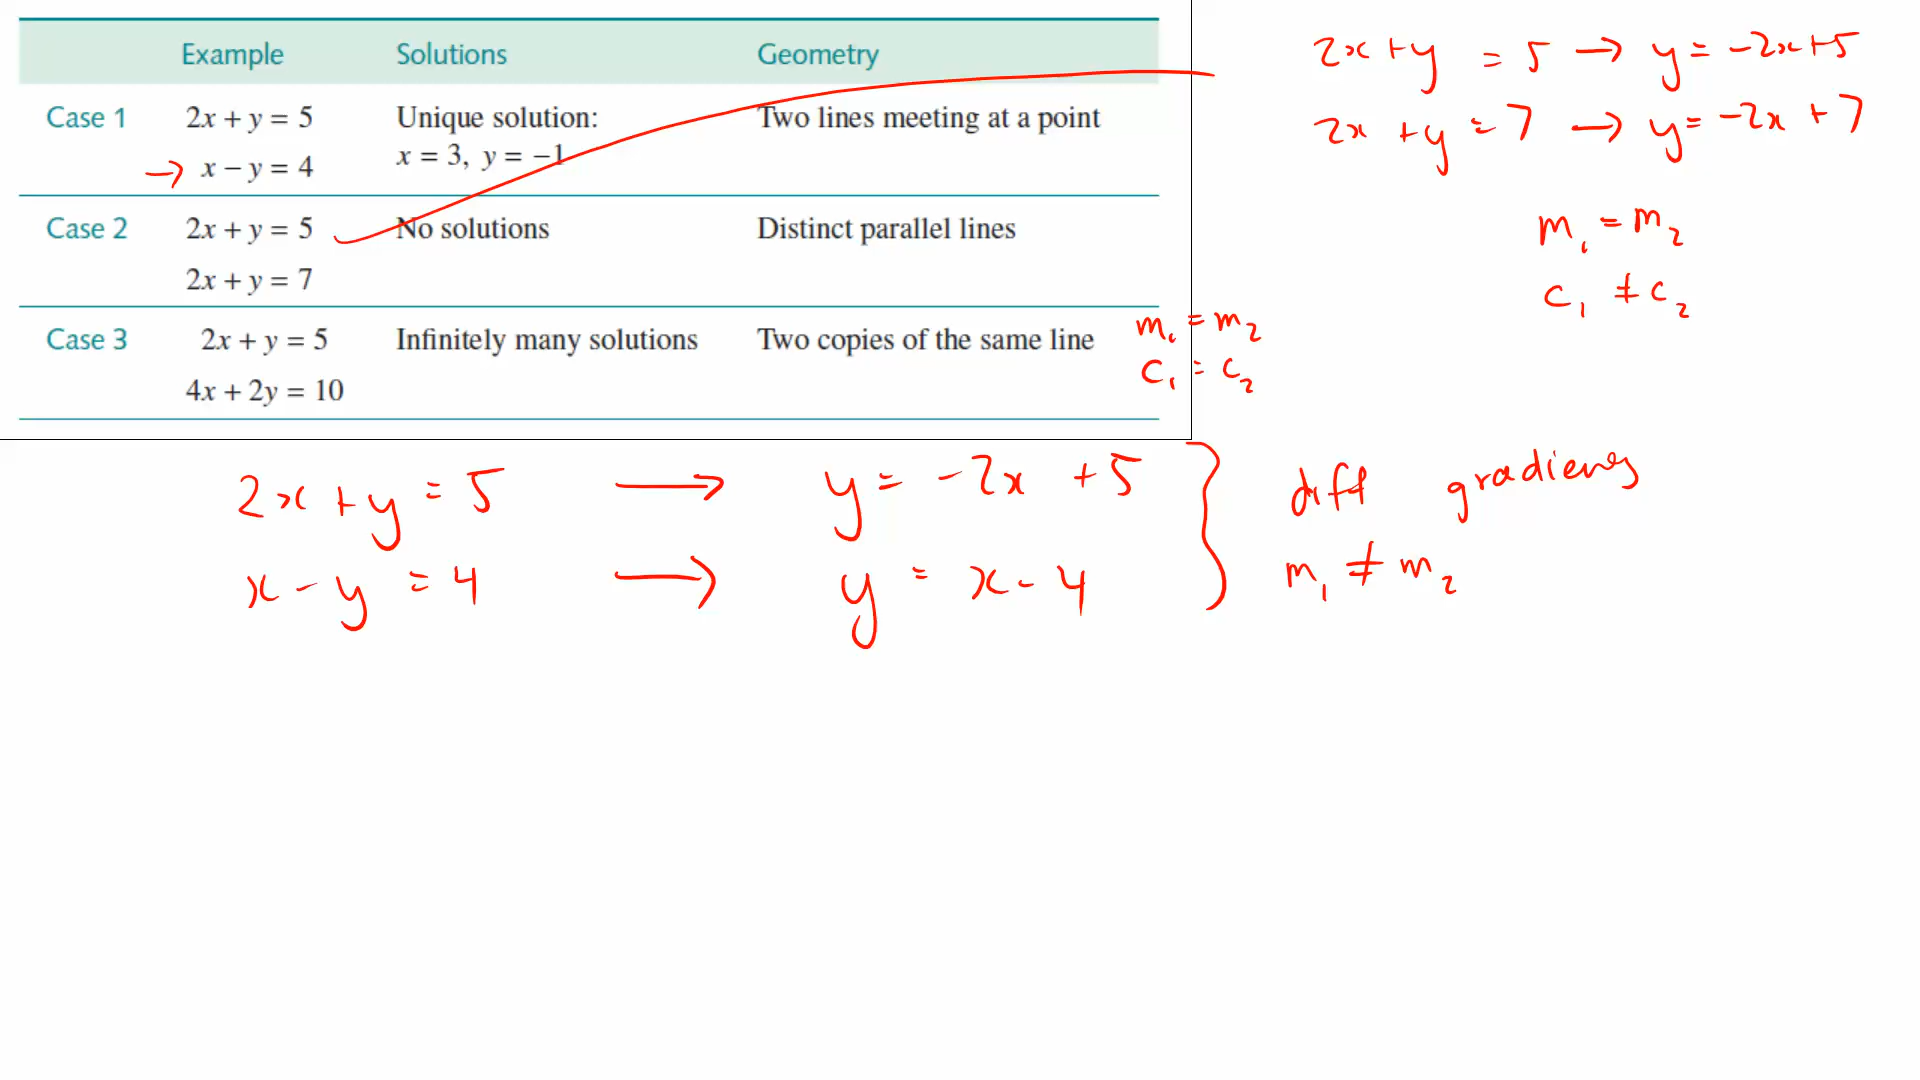 Example Solutions Geometry
Case 1 2x + y = 5 Unique solution: Two lines meeting at a point
x = 3, y = −1
→ x − y = 4
Case 2 2x + y = 5 No solutions Distinct parallel lines
2x + y = 7
Case 3 2x + y = 5 Infinitely many solutions Two copies of the same line
4x + 2y = 10
2x + y = 5 → y = -2x+5
2x + y = 7 → y = -2x + 7
m₁ = m₂
c₁ ≠ c₂
m₁ = m₂
c₁ = c₂
2x + y = 5 → y = -2x + 5
x - y = 4 → y = x - 4
diff gradients
m₁ ≠ m₂